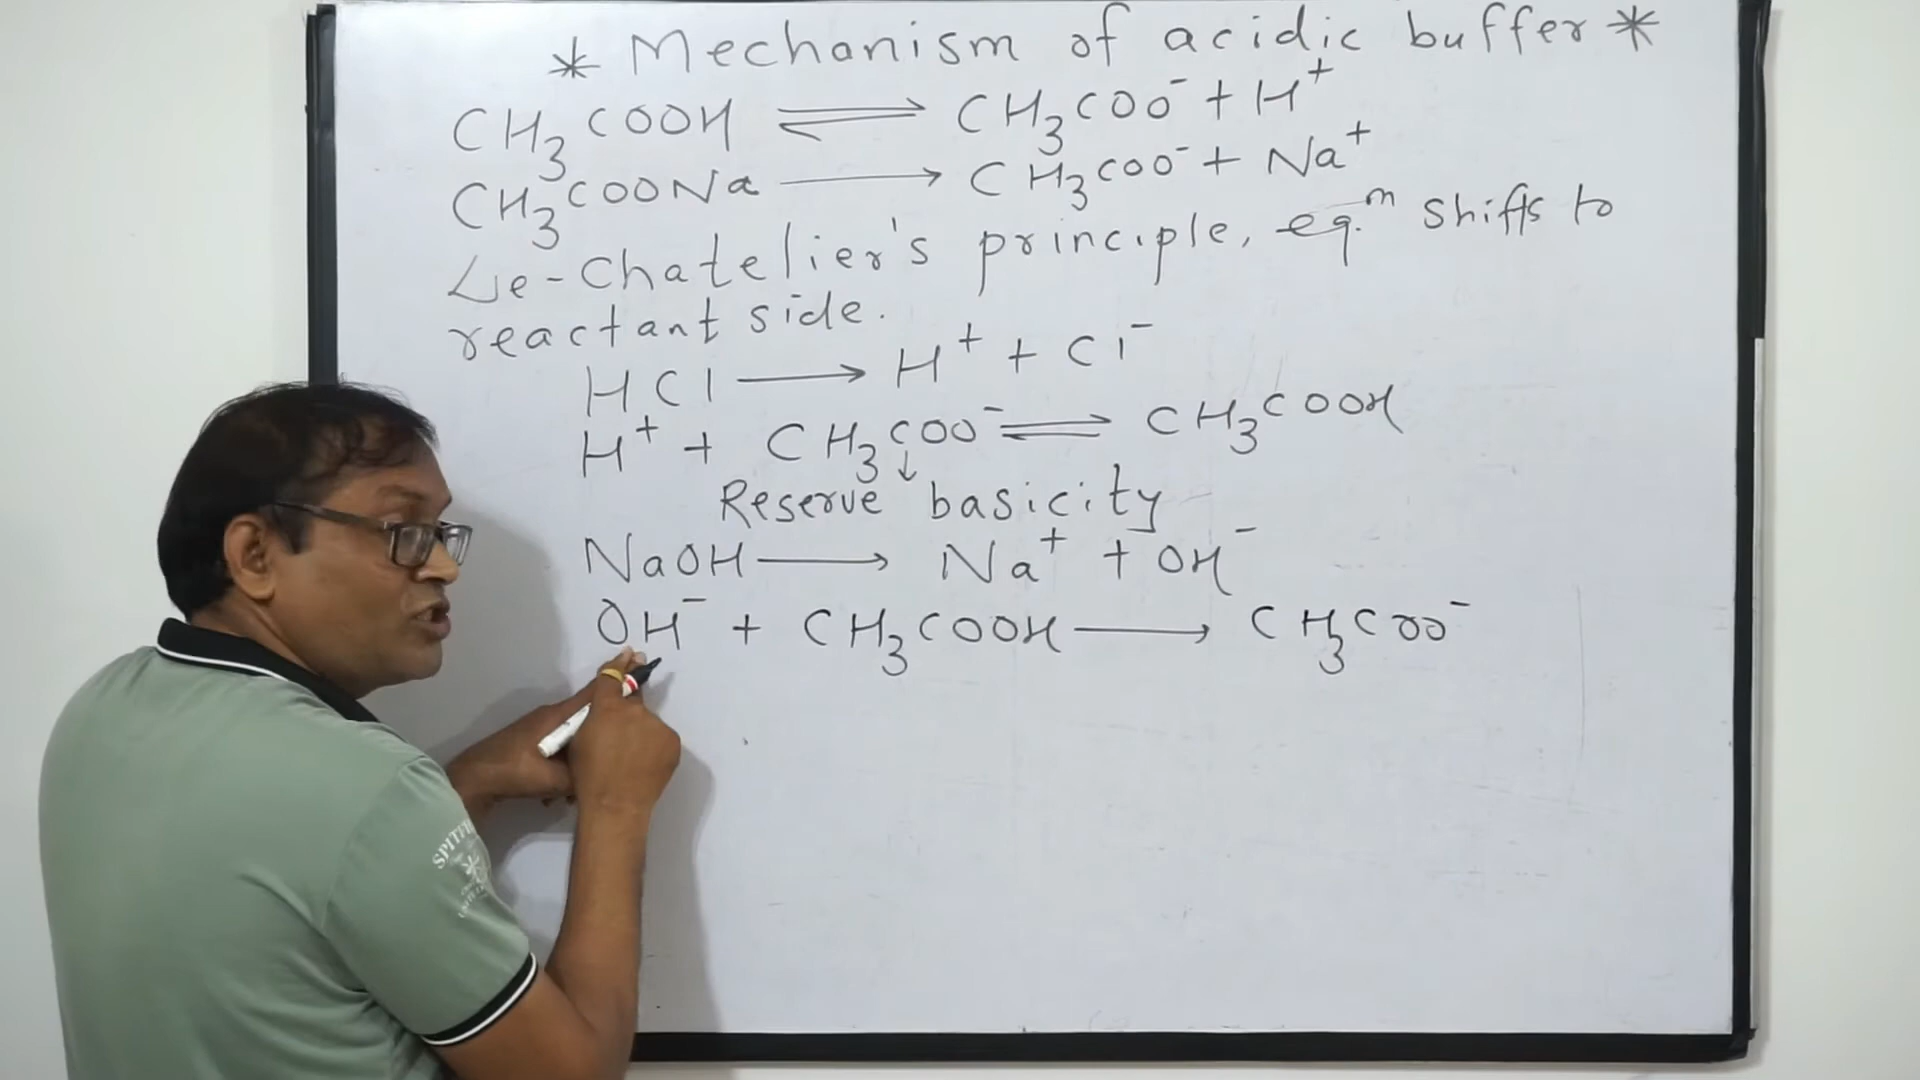 * Mechanism of acidic buffer *
CH₃COOH ⇌ CH₃COO⁻ + H⁺
CH₃COONa ⟶ CH₃COO⁻ + Na⁺
Le-Chatelier's principle, eq.ᵐ shifts to
reactant side.
HCl ⟶ H⁺ + Cl⁻
H⁺ + CH₃COO⁻ ⇌ CH₃COOH
↓
Reserve basicity
NaOH ⟶ Na⁺ + OH⁻
OH⁻ + CH₃COOH ⟶ CH₃COO⁻